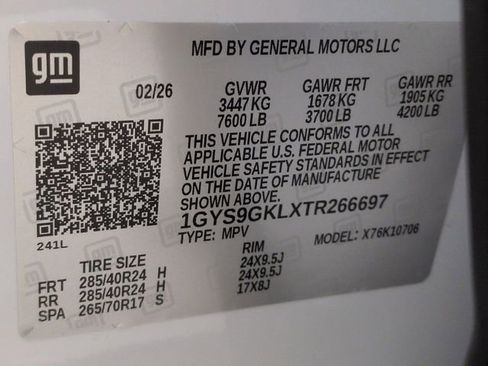 gm
MFD BY GENERAL MOTORS LLC
02/26 GVWR GAWR FRT GAWR RR
3447 KG 1678 KG 1905 KG
7600 LB 3700 LB 4200 LB
THIS VEHICLE CONFORMS TO ALL
APPLICABLE U.S. FEDERAL MOTOR
VEHICLE SAFETY STANDARDS IN EFFECT
ON THE DATE OF MANUFACTURE
SHOWN ABOVE.
1GYS9GKLXTR266697
TYPE: MPV MODEL: X76K10706
241L
TIRE SIZE RIM
FRT 285/40R24 H 24X9.5J
RR 285/40R24 H 24X9.5J
SPA 265/70R17 S 17X8J